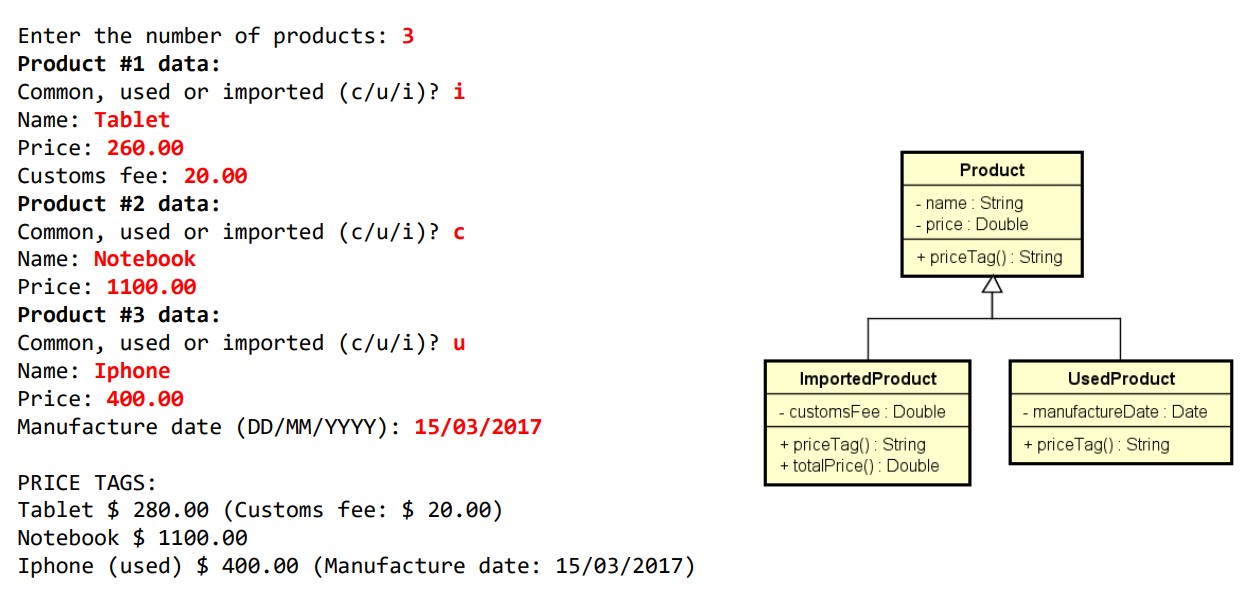 Enter the number of products: 3
Product #1 data:
Common, used or imported (c/u/i)? i
Name: Tablet
Price: 260.00
Customs fee: 20.00
Product #2 data:
Common, used or imported (c/u/i)? c
Name: Notebook
Price: 1100.00
Product #3 data:
Common, used or imported (c/u/i)? u
Name: Iphone
Price: 400.00
Manufacture date (DD/MM/YYYY): 15/03/2017
PRICE TAGS:
Tablet $ 280.00 (Customs fee: $ 20.00)
Notebook $ 1100.00
Iphone (used) $ 400.00 (Manufacture date: 15/03/2017)
Product
- name : String
- price : Double
+ priceTag() : String
ImportedProduct
- customsFee : Double
+ priceTag() : String
+ totalPrice() : Double
UsedProduct
- manufactureDate : Date
+ priceTag() : String